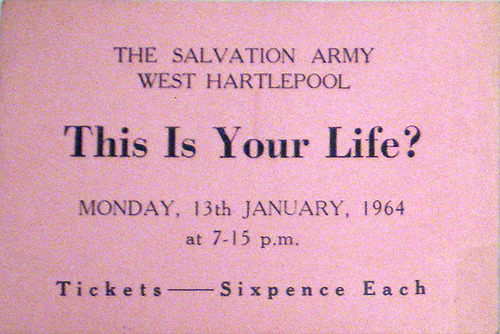 THE SALVATION ARMY
WEST HARTLEPOOL
This Is Your Life?
MONDAY, 13th JANUARY, 1964
at 7-15 p.m.
Tickets — Sixpence Each